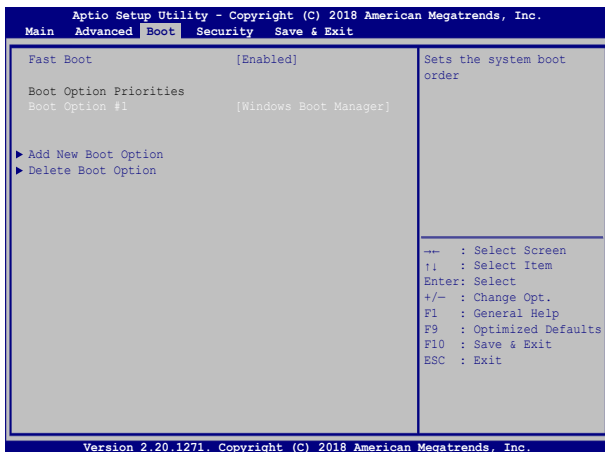 Aptio Setup Utility - Copyright (C) 2018 American Megatrends, Inc.
Main Advanced Boot Security Save & Exit
Fast Boot [Enabled]
Boot Option Priorities
Boot Option #1 [Windows Boot Manager]
▶ Add New Boot Option
▶ Delete Boot Option
Sets the system boot
order
→← : Select Screen
↑↓ : Select Item
Enter: Select
+/— : Change Opt.
F1 : General Help
F9 : Optimized Defaults
F10 : Save & Exit
ESC : Exit
Version 2.20.1271. Copyright (C) 2018 American Megatrends, Inc.